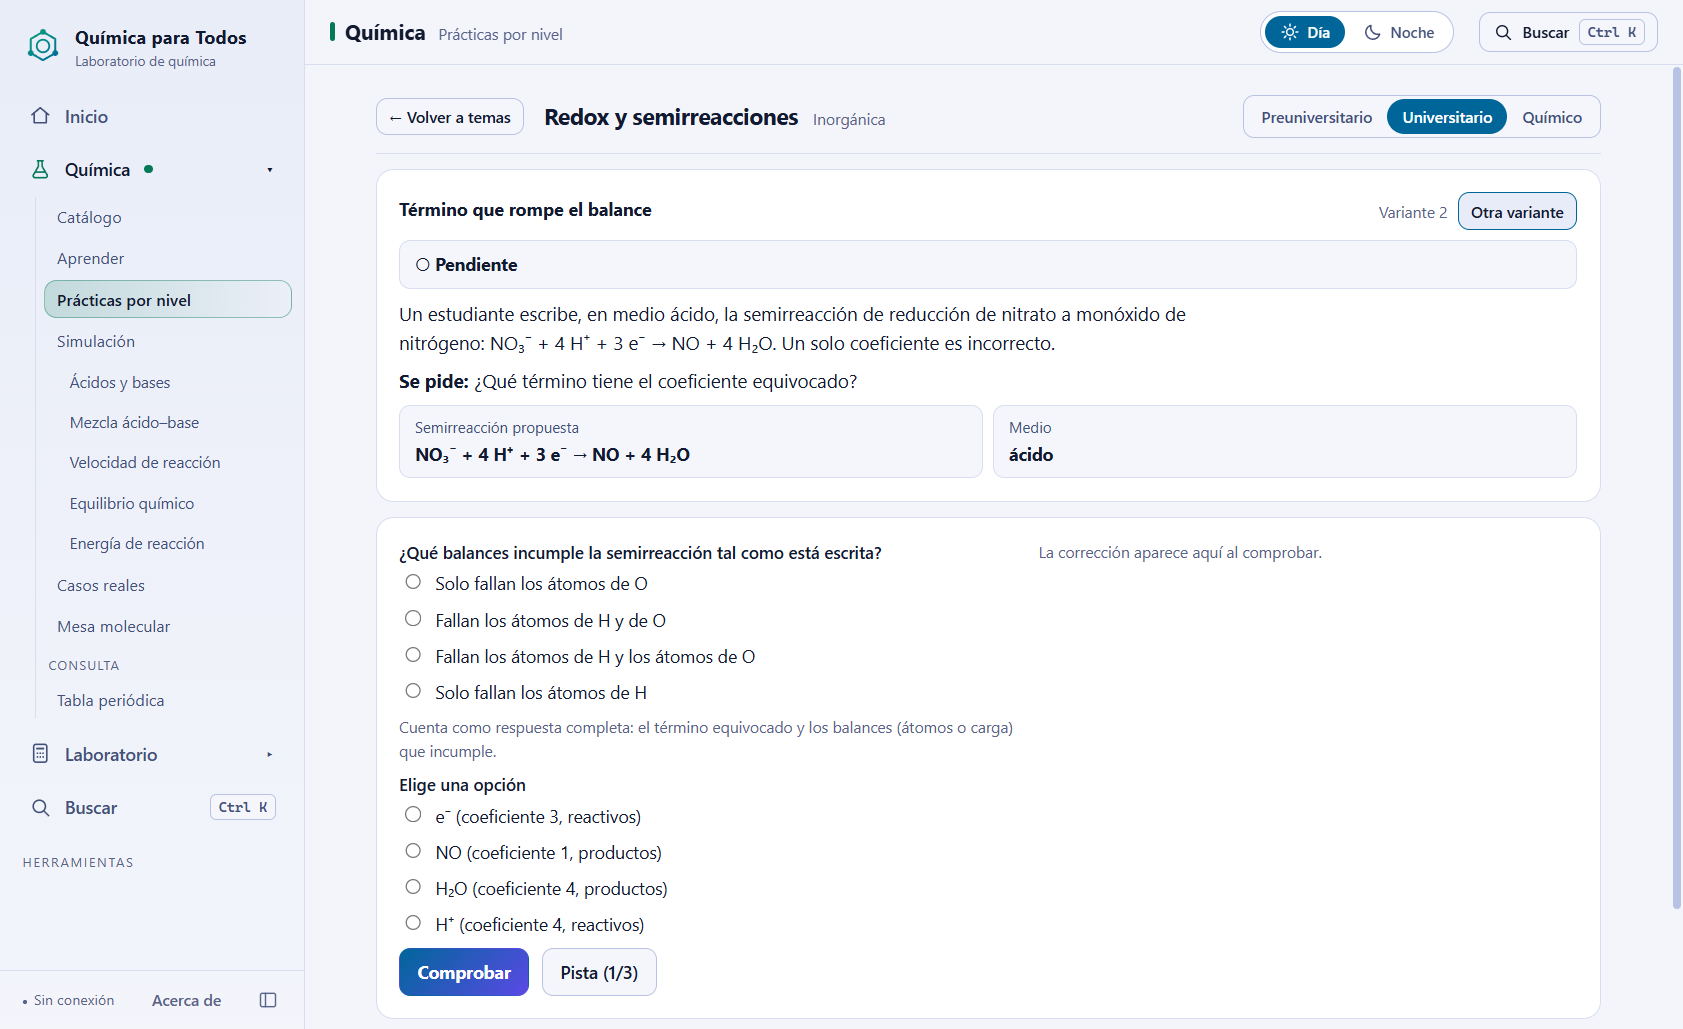 Química para Todos
Laboratorio de química
Inicio
Química
Catálogo
Aprender
Prácticas por nivel
Simulación
Ácidos y bases
Mezcla ácido–base
Velocidad de reacción
Equilibrio químico
Energía de reacción
Casos reales
Mesa molecular
CONSULTA
Tabla periódica
Laboratorio
Buscar Ctrl K
HERRAMIENTAS
Sin conexión Acerca de
Química Prácticas por nivel
Día Noche
Buscar Ctrl K
← Volver a temas Redox y semirreacciones Inorgánica
Preuniversitario Universitario Químico
Término que rompe el balance
Variante 2 Otra variante
Pendiente
Un estudiante escribe, en medio ácido, la semirreacción de reducción de nitrato a monóxido de
nitrógeno: NO₃⁻ + 4 H⁺ + 3 e⁻ → NO + 4 H₂O. Un solo coeficiente es incorrecto.
Se pide: ¿Qué término tiene el coeficiente equivocado?
Semirreacción propuesta
NO₃⁻ + 4 H⁺ + 3 e⁻ → NO + 4 H₂O
Medio
ácido
¿Qué balances incumple la semirreacción tal como está escrita?
Solo fallan los átomos de O
Fallan los átomos de H y de O
Fallan los átomos de H y los átomos de O
Solo fallan los átomos de H
Cuenta como respuesta completa: el término equivocado y los balances (átomos o carga)
que incumple.
Elige una opción
e⁻ (coeficiente 3, reactivos)
NO (coeficiente 1, productos)
H₂O (coeficiente 4, productos)
H⁺ (coeficiente 4, reactivos)
Comprobar Pista (1/3)
La corrección aparece aquí al comprobar.